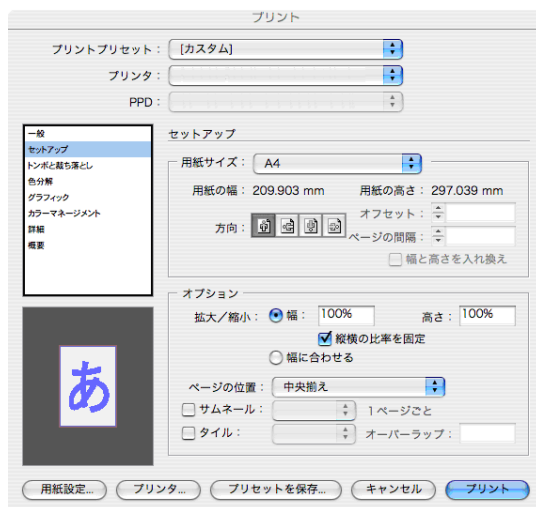 プリント
プリントプリセット： [カスタム]
プリンタ：
PPD：
一般
セットアップ
トンボと裁ち落とし
色分解
グラフィック
カラーマネージメント
詳細
概要
セットアップ
用紙サイズ： A4
用紙の幅： 209.903 mm 用紙の高さ： 297.039 mm
方向： オフセット：
ページの間隔：
幅と高さを入れ換え
オプション
拡大／縮小： 幅： 100% 高さ： 100%
縦横の比率を固定
幅に合わせる
ページの位置： 中央揃え
サムネール： 1ページごと
タイル： オーバーラップ：
あ
用紙設定... プリンタ... プリセットを保存... キャンセル プリント